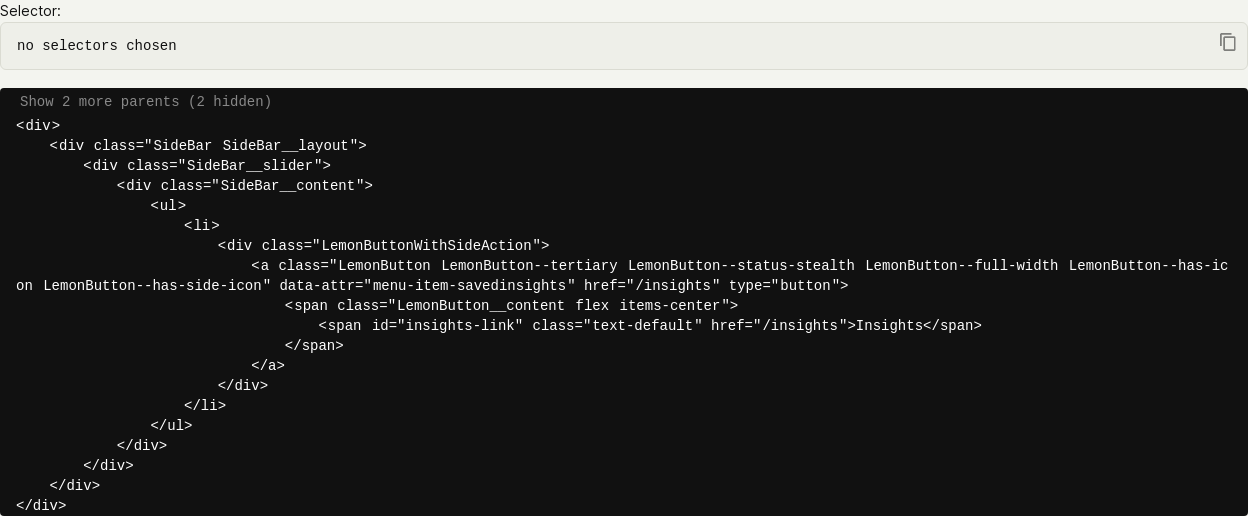 Selector:
no selectors chosen
Show 2 more parents (2 hidden)
<div>
<div class="SideBar SideBar__layout">
<div class="SideBar__slider">
<div class="SideBar__content">
<ul>
<li>
<div class="LemonButtonWithSideAction">
<a class="LemonButton LemonButton--tertiary LemonButton--status-stealth LemonButton--full-width LemonButton--has-ic
on LemonButton--has-side-icon" data-attr="menu-item-savedinsights" href="/insights" type="button">
<span class="LemonButton__content flex items-center">
<span id="insights-link" class="text-default" href="/insights">Insights</span>
</span>
</a>
</div>
</li>
</ul>
</div>
</div>
</div>
</div>